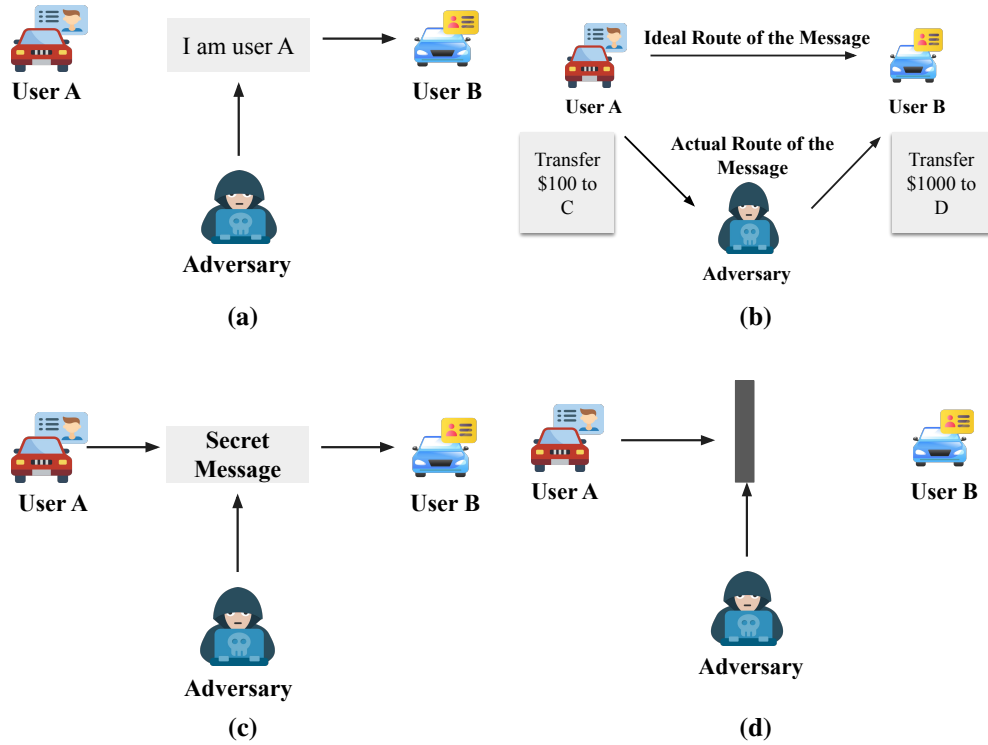 I am user A
User A
User B
Adversary
(a)
Ideal Route of the Message
User A
User B
Actual Route of the
Message
Transfer
$100 to
C
Transfer
$1000 to
D
Adversary
(b)
Secret
Message
User A
User B
Adversary
(c)
User A
User B
Adversary
(d)